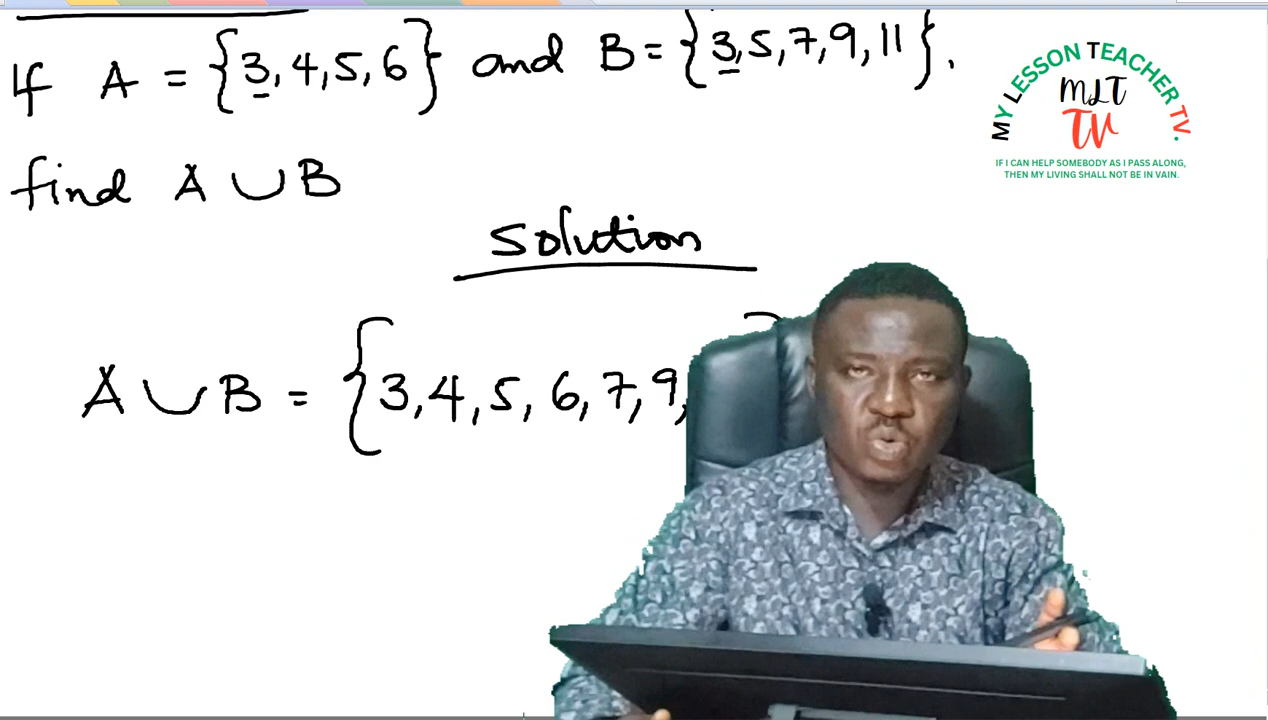 If A = {3, 4, 5, 6} and B = {3, 5, 7, 9, 11}.
find A ∪ B
Solution
A ∪ B = {3, 4, 5, 6, 7, 9, }
MY LESSON TEACHER TV.
MLT
TV
IF I CAN HELP SOMEBODY AS I PASS ALONG,
THEN MY LIVING SHALL NOT BE IN VAIN.